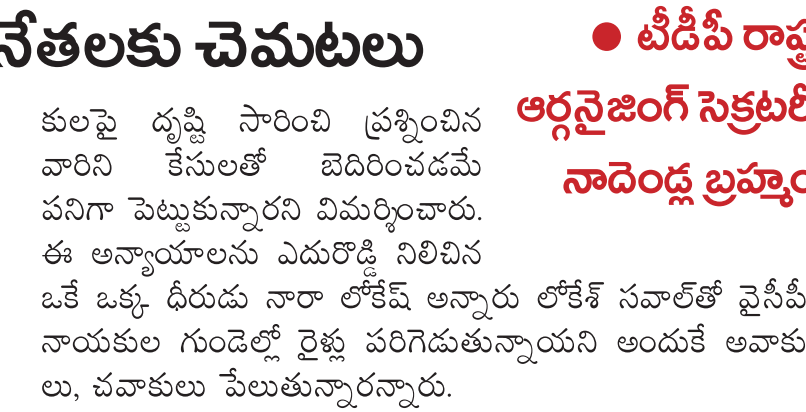 నేతలకు చెమటలు
● టీడీపీ రాష్ట్ర
ఆర్గనైజింగ్ సెక్రటరీ
నాదెండ్ల బ్రహ్మం
కులపై దృష్టి సారించి ప్రశ్నించిన
వారిని కేసులతో బెదిరించడమే
పనిగా పెట్టుకున్నారని విమర్శించారు.
ఈ అన్యాయాలను ఎదురొడ్డి నిలిచిన
ఒకే ఒక్క ధీరుడు నారా లోకేష్ అన్నారు లోకేశ్ సవాల్‌తో వైసీపీ
నాయకుల గుండెల్లో రైళ్లు పరిగెడుతున్నాయని అందుకే అవాకు
లు, చవాకులు పేలుతున్నారన్నారు.